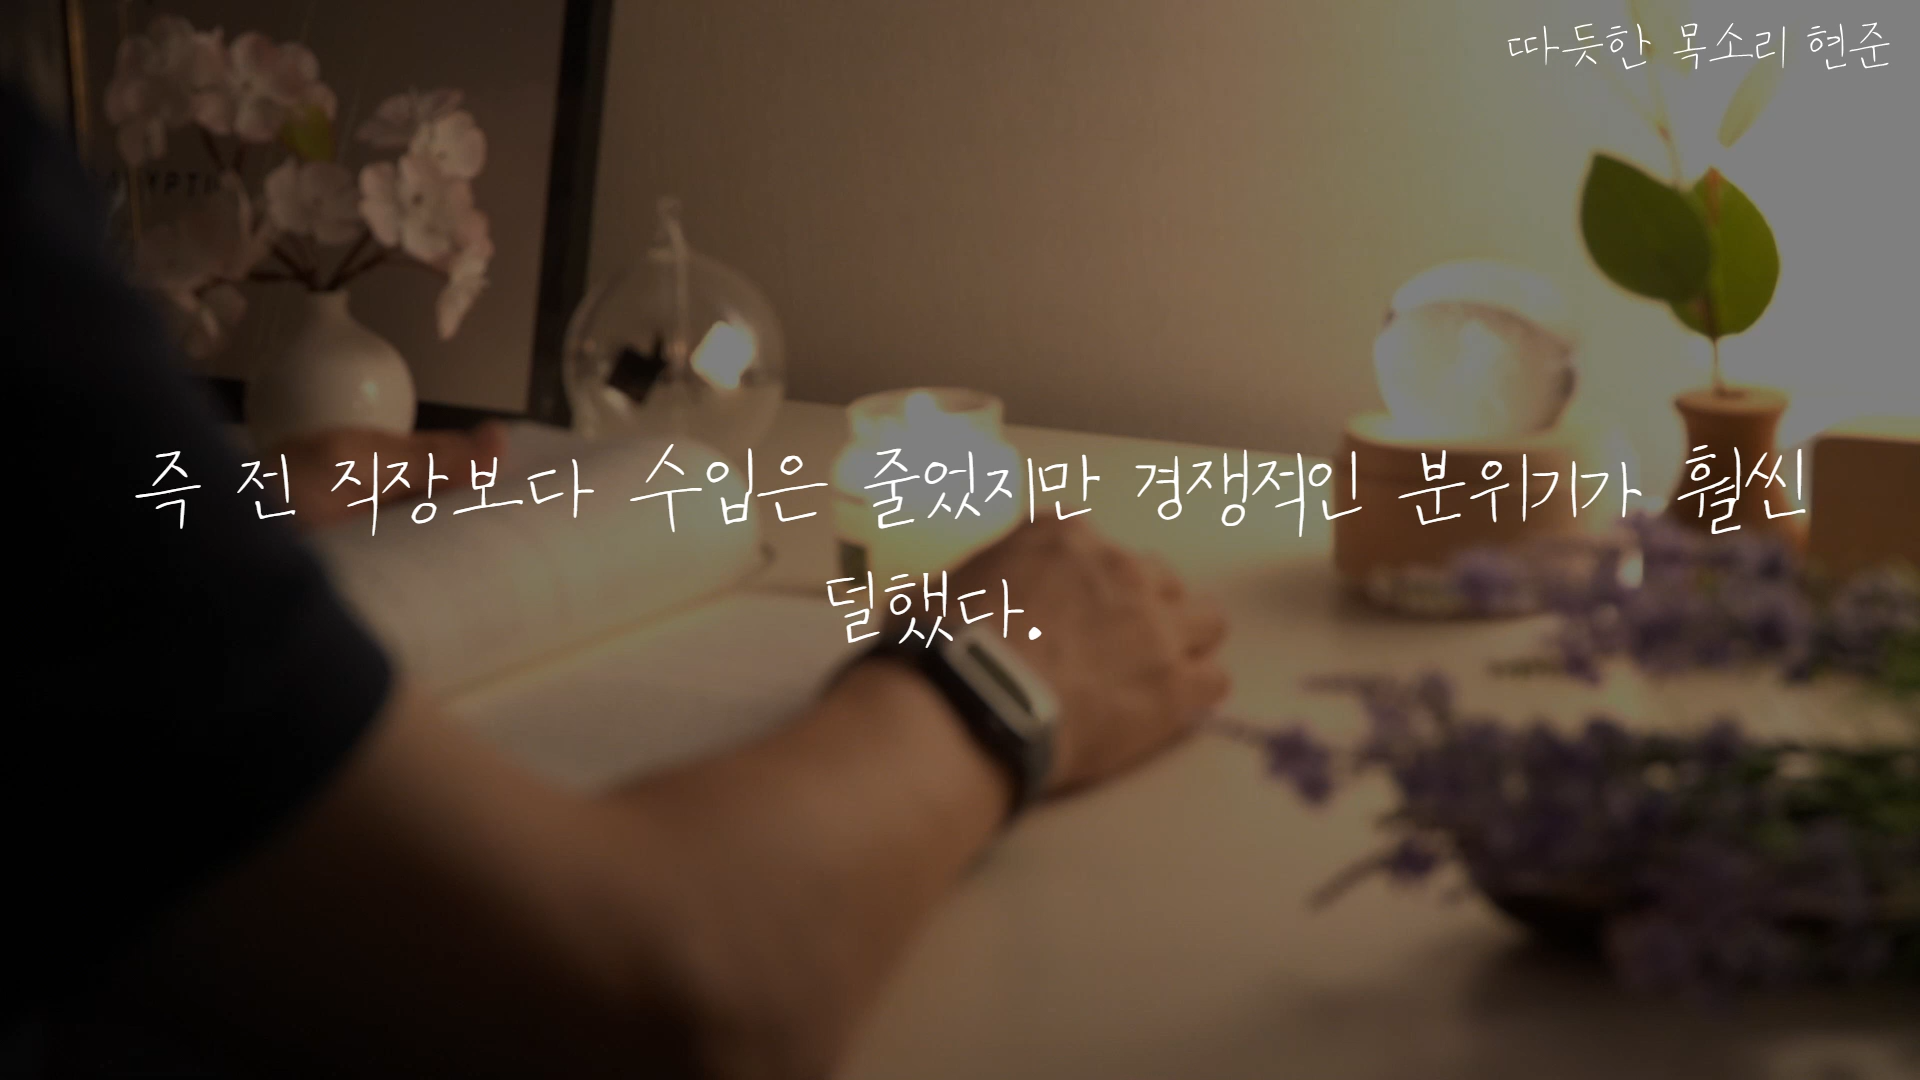 따듯한 목소리 현준
즉 전 직장보다 수입은 줄었지만 경쟁적인 분위기가 훨씬
덜했다.